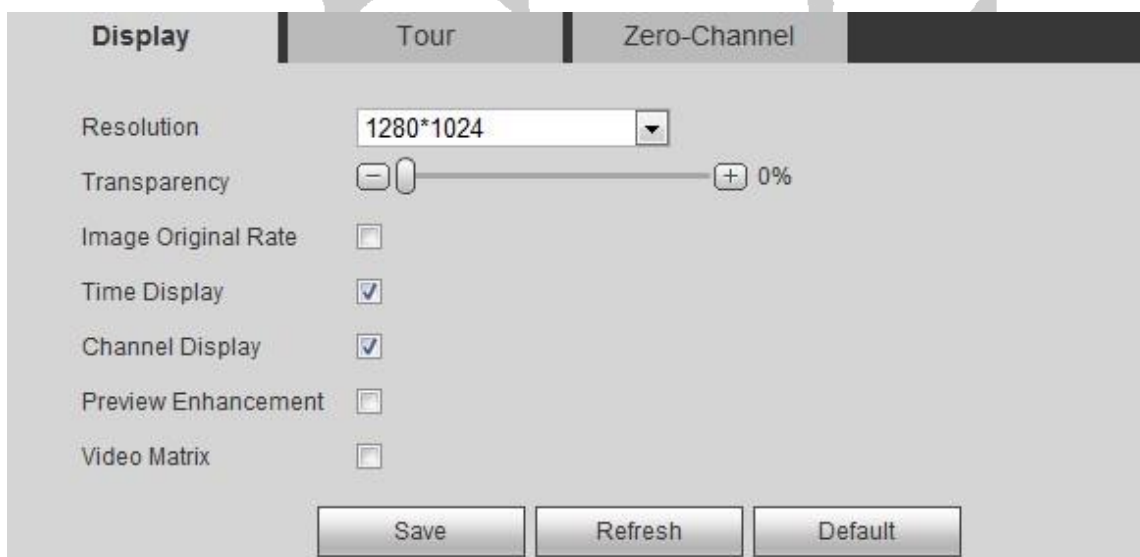 Display Tour Zero-Channel
Resolution 1280*1024
Transparency 0%
Image Original Rate
Time Display
Channel Display
Preview Enhancement
Video Matrix
Save Refresh Default